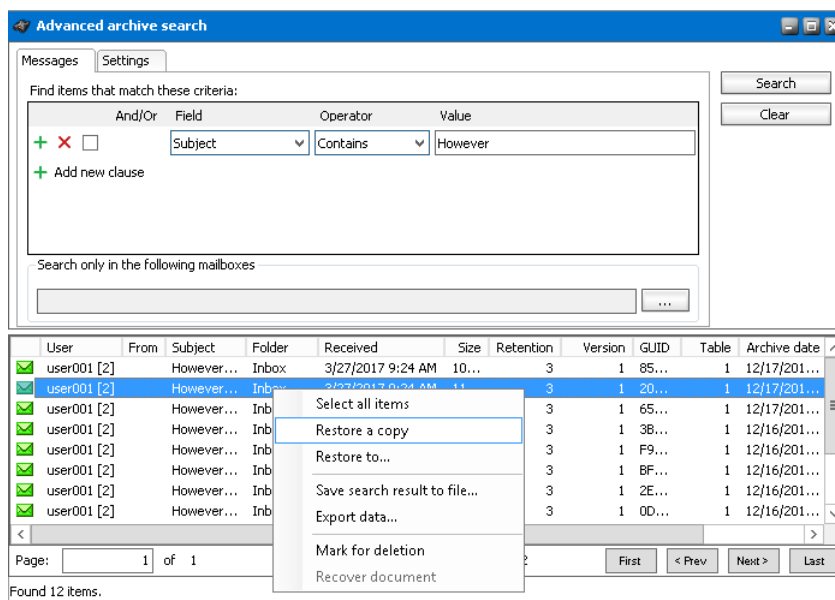 Advanced archive search
Messages Settings
Find items that match these criteria:
Search
And/Or Field Operator Value
Clear
Subject Contains However
Add new clause
Search only in the following mailboxes
...
User From Subject Folder Received Size Retention Version GUID Table Archive date
user001 [2] However... Inbox 3/27/2017 9:24 AM 10... 3 1 85... 1 12/17/201...
user001 [2] However... Inbox 3/27/2017 9:24 AM 11... 3 1 20... 1 12/17/201...
Select all items
user001 [2] However... Inb 3 1 65... 1 12/17/201...
Restore a copy
user001 [2] However... Inb 3 1 3B... 1 12/16/201...
Restore to...
user001 [2] However... Inb 3 1 F9... 1 12/16/201...
user001 [2] However... Inb 3 1 BF... 1 12/16/201...
Save search result to file...
user001 [2] However... Inb 3 1 2E... 1 12/16/201...
Export data...
user001 [2] However... Inb 3 1 0D... 1 12/16/201...
Mark for deletion
Recover document
Page: 1 of 1 2 First < Prev Next > Last
Found 12 items.